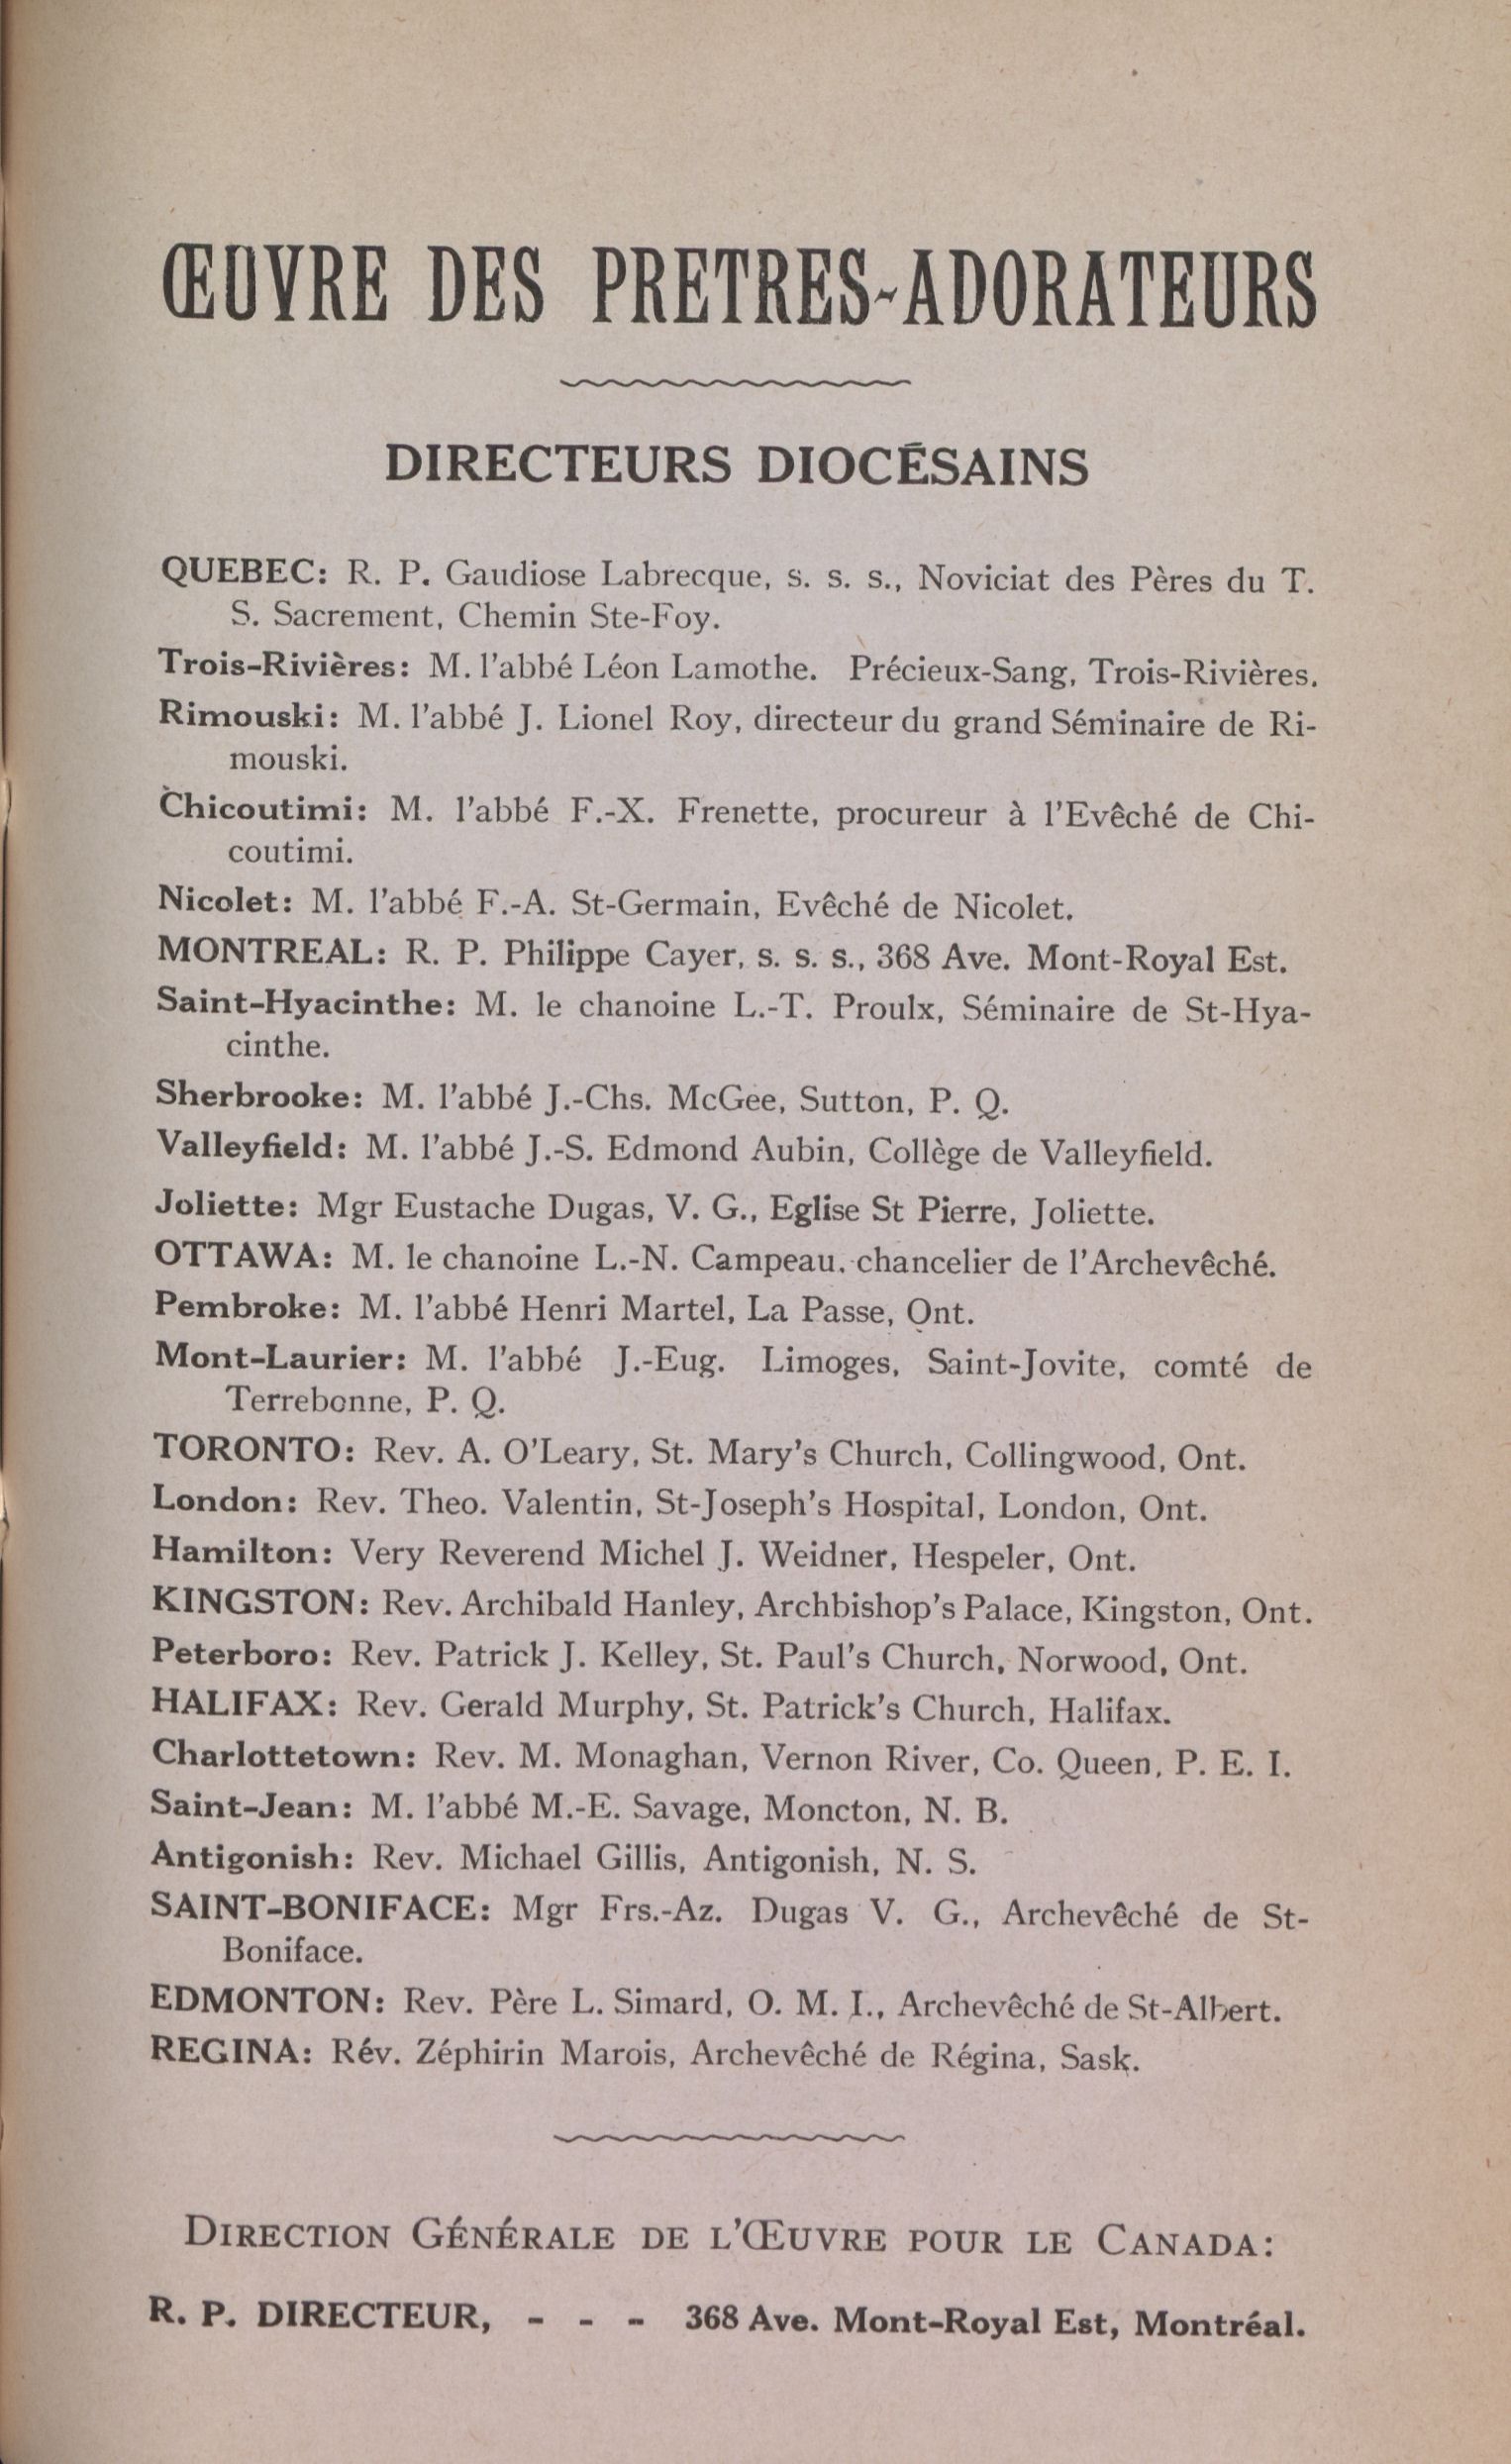 ŒUVRE DES PRETRES-ADORATEURS
DIRECTEURS DIOCÉSAINS
QUEBEC: R. P. Gaudiose Labrecque, s. s. s., Noviciat des Pères du T.
S. Sacrement, Chemin Ste-Foy.
Trois-Rivières: M. l'abbé Léon Lamothe. Précieux-Sang, Trois-Rivières.
Rimouski: M. l'abbé J. Lionel Roy, directeur du grand Séminaire de Ri-
mouski.
Chicoutimi: M. l'abbé F.-X. Frenette, procureur à l'Evêché de Chi-
coutimi.
Nicolet: M. l'abbé F.-A. St-Germain, Evêché de Nicolet.
MONTREAL: R. P. Philippe Cayer, s. s. s., 368 Ave. Mont-Royal Est.
Saint-Hyacinthe: M. le chanoine L.-T. Proulx, Séminaire de St-Hya-
cinthe.
Sherbrooke: M. l'abbé J.-Chs. McGee, Sutton, P. Q.
Valleyfield: M. l'abbé J.-S. Edmond Aubin, Collège de Valleyfield.
Joliette: Mgr Eustache Dugas, V. G., Eglise St Pierre, Joliette.
OTTAWA: M. le chanoine L.-N. Campeau, chancelier de l'Archevêché.
Pembroke: M. l'abbé Henri Martel, La Passe, Ont.
Mont-Laurier: M. l'abbé J.-Eug. Limoges, Saint-Jovite, comté de
Terrebonne, P. Q.
TORONTO: Rev. A. O'Leary, St. Mary's Church, Collingwood, Ont.
London: Rev. Theo. Valentin, St-Joseph's Hospital, London, Ont.
Hamilton: Very Reverend Michel J. Weidner, Hespeler, Ont.
KINGSTON: Rev. Archibald Hanley, Archbishop's Palace, Kingston, Ont.
Peterboro: Rev. Patrick J. Kelley, St. Paul's Church, Norwood, Ont.
HALIFAX: Rev. Gerald Murphy, St. Patrick's Church, Halifax.
Charlottetown: Rev. M. Monaghan, Vernon River, Co. Queen, P. E. I.
Saint-Jean: M. l'abbé M.-E. Savage, Moncton, N. B.
Antigonish: Rev. Michael Gillis, Antigonish, N. S.
SAINT-BONIFACE: Mgr Frs.-Az. Dugas V. G., Archevêché de St-
Boniface.
EDMONTON: Rev. Père L. Simard, O. M. I., Archevêché de St-Albert.
REGINA: Rév. Zéphirin Marois, Archevêché de Régina, Sask.
DIRECTION GÉNÉRALE DE L'ŒUVRE POUR LE CANADA:
R. P. DIRECTEUR, - - - 368 Ave. Mont-Royal Est, Montréal.